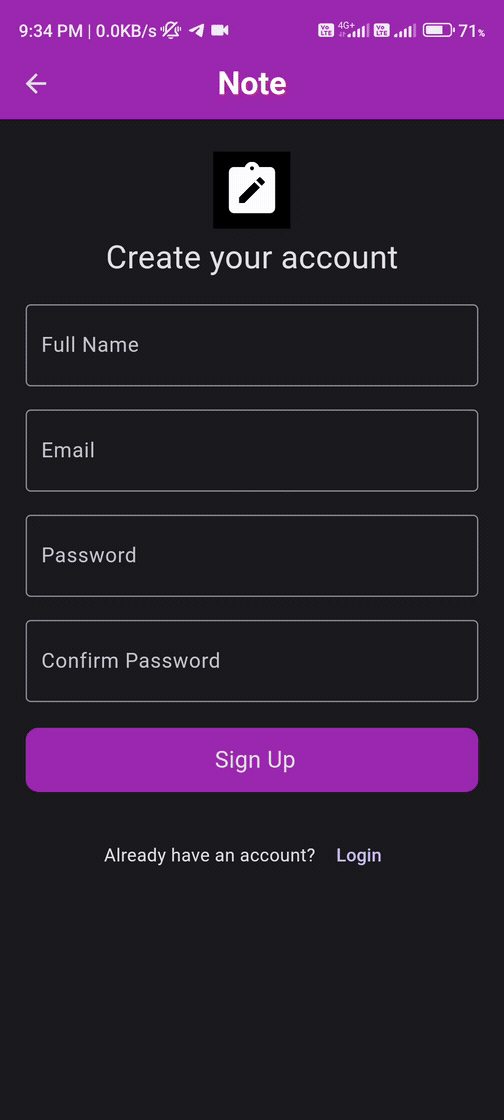 9:34 PM | 0.0KB/s 4G+ Vo LTE Vo LTE 71%
Note
Create your account
Full Name
Email
Password
Confirm Password
Sign Up
Already have an account? Login